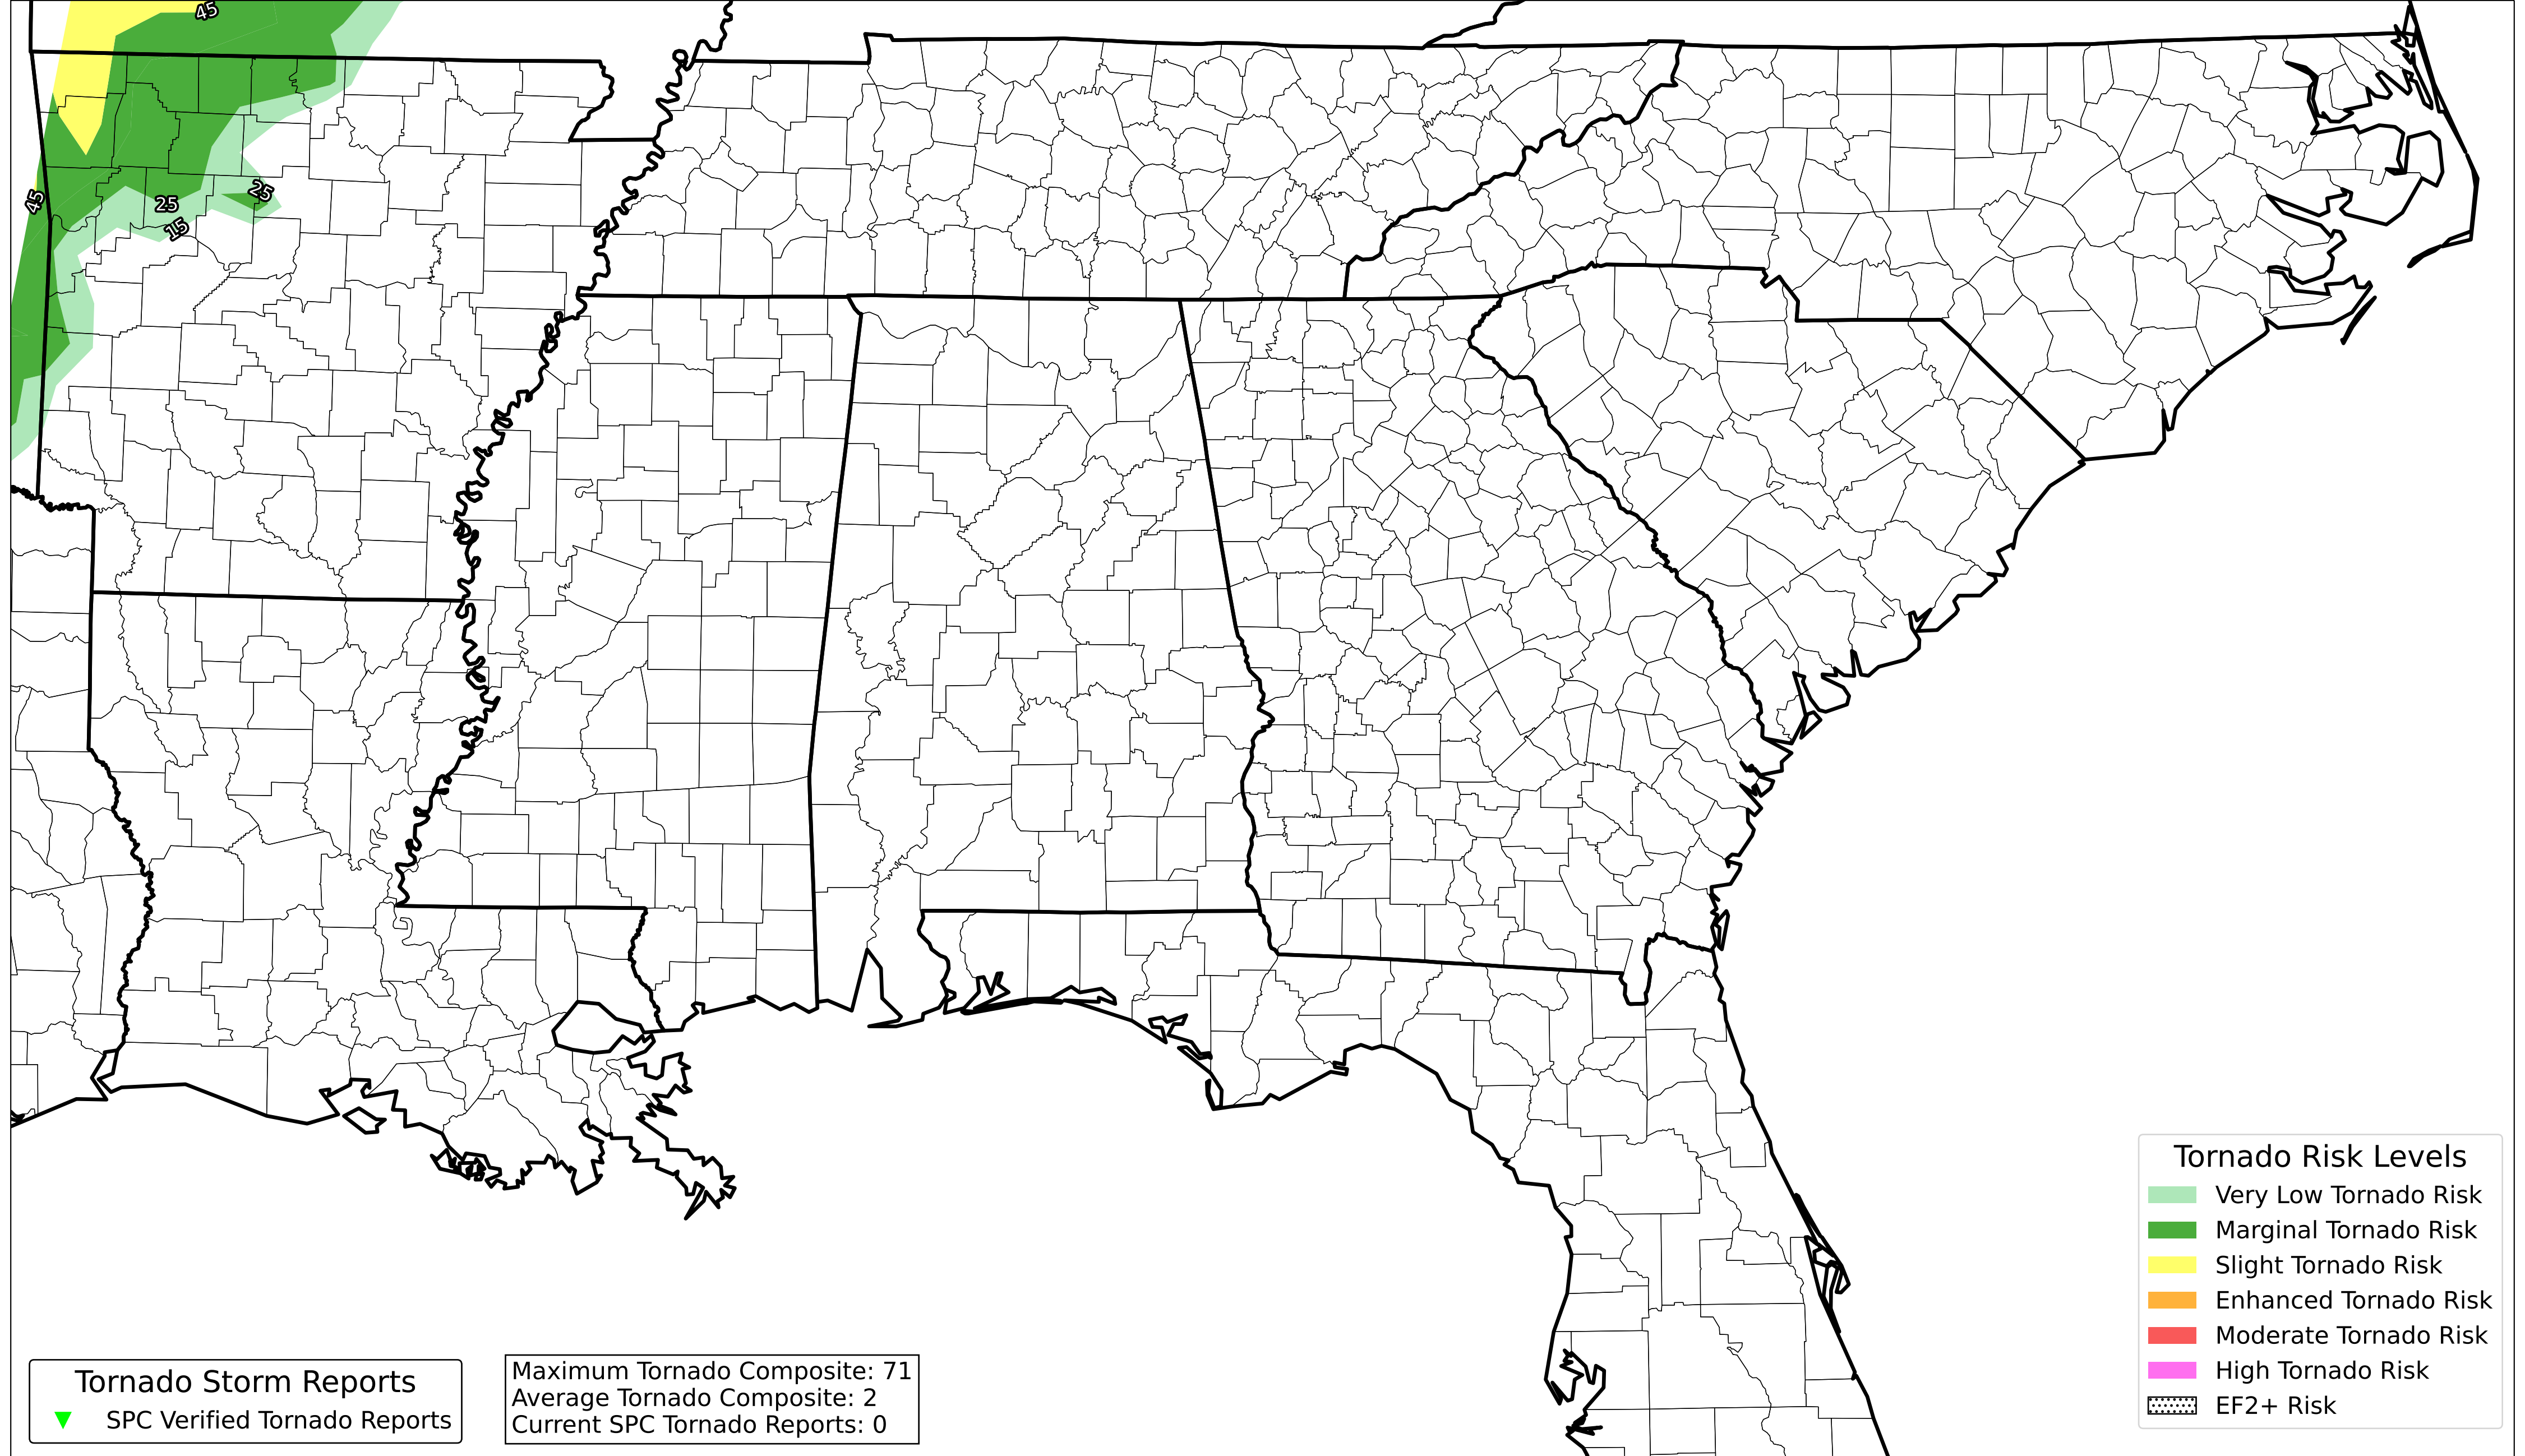 45
45
25
25
15
Tornado Risk Levels
Very Low Tornado Risk
Marginal Tornado Risk
Slight Tornado Risk
Enhanced Tornado Risk
Moderate Tornado Risk
High Tornado Risk
EF2+ Risk
Tornado Storm Reports
SPC Verified Tornado Reports
Maximum Tornado Composite: 71
Average Tornado Composite: 2
Current SPC Tornado Reports: 0